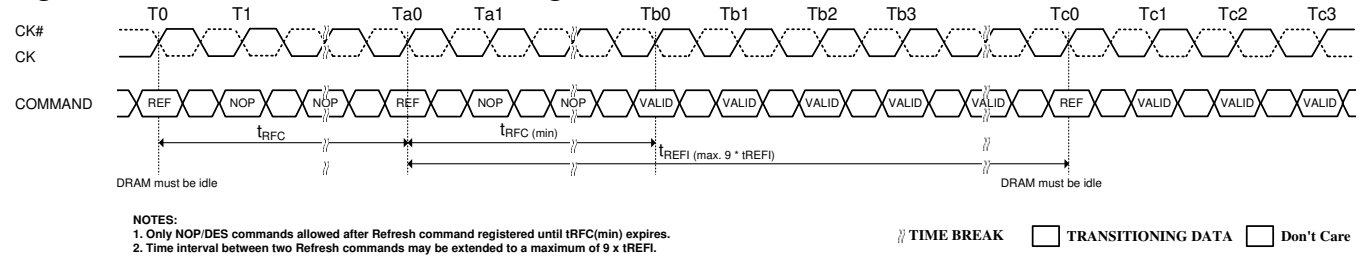 T0 T1 Ta0 Ta1 Tb0 Tb1 Tb2 Tb3 Tc0 Tc1 Tc2 Tc3
CK#
CK
COMMAND REF NOP NOP REF NOP NOP VALID VALID VALID VALID VALID REF VALID VALID VALID
tRFC tRFC (min)
tREFI (max. 9 * tREFI)
DRAM must be idle DRAM must be idle
NOTES:
1. Only NOP/DES commands allowed after Refresh command registered until tRFC(min) expires.
2. Time interval between two Refresh commands may be extended to a maximum of 9 x tREFI.
TIME BREAK TRANSITIONING DATA Don't Care